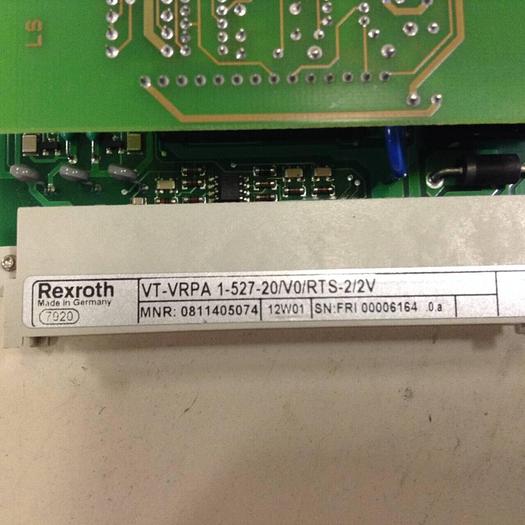 LS
Rexroth
Made in Germany
7920
VT-VRPA 1-527-20/V0/RTS-2/2V
MNR: 0811405074
12W01
SN:FRI 00006164 .0.a